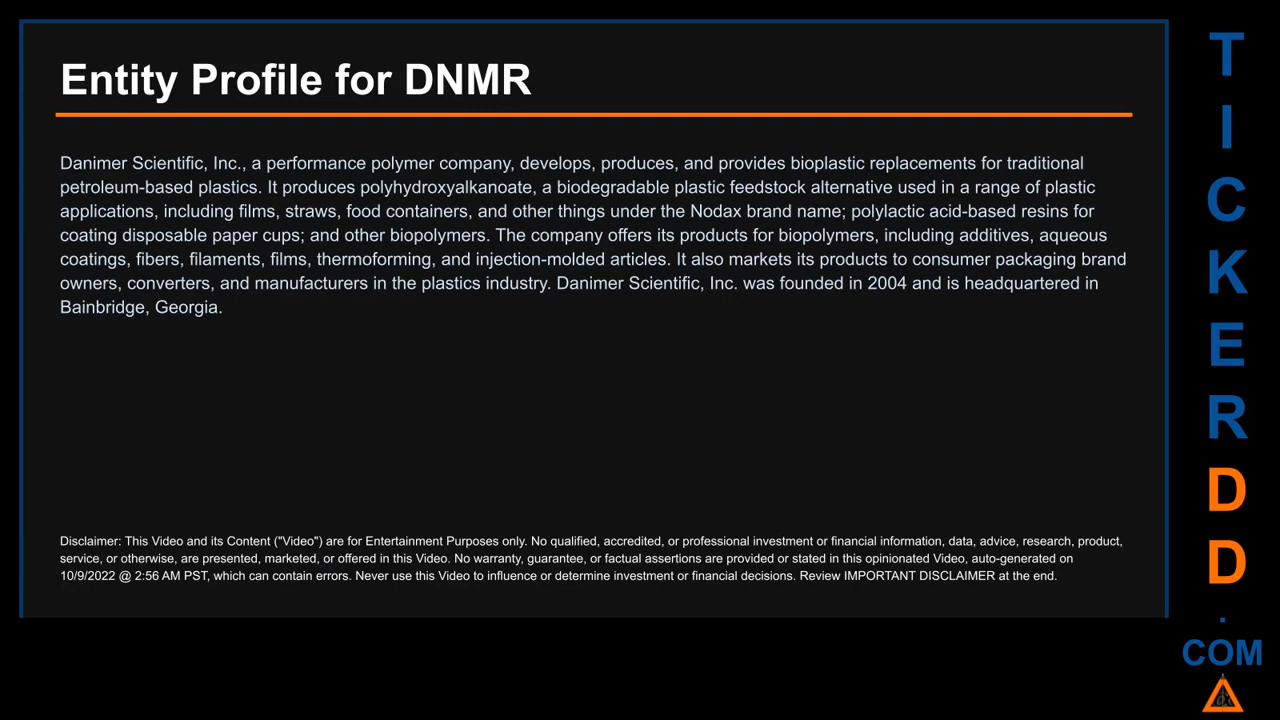 Entity Profile for DNMR
Danimer Scientific, Inc., a performance polymer company, develops, produces, and provides bioplastic replacements for traditional
petroleum-based plastics. It produces polyhydroxyalkanoate, a biodegradable plastic feedstock alternative used in a range of plastic
applications, including films, straws, food containers, and other things under the Nodax brand name; polylactic acid-based resins for
coating disposable paper cups; and other biopolymers. The company offers its products for biopolymers, including additives, aqueous
coatings, fibers, filaments, films, thermoforming, and injection-molded articles. It also markets its products to consumer packaging brand
owners, converters, and manufacturers in the plastics industry. Danimer Scientific, Inc. was founded in 2004 and is headquartered in
Bainbridge, Georgia.
Disclaimer: This Video and its Content ("Video") are for Entertainment Purposes only. No qualified, accredited, or professional investment or financial information, data, advice, research, product,
service, or otherwise, are presented, marketed, or offered in this Video. No warranty, guarantee, or factual assertions are provided or stated in this opinionated Video, auto-generated on
10/9/2022 @ 2:56 AM PST, which can contain errors. Never use this Video to influence or determine investment or financial decisions. Review IMPORTANT DISCLAIMER at the end.
T
I
C
K
E
R
D
D
.
COM